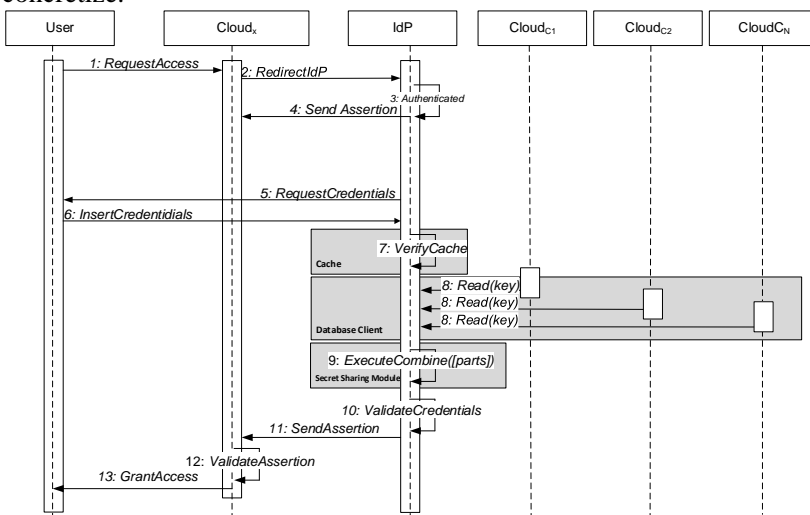 concretize.
User Cloudx IdP CloudC1 CloudC2 CloudCN
1: RequestAccess
2: RedirectIdP
3: Authenticated
4: Send Assertion
5: RequestCredentials
6: InsertCredentidials
7: VerifyCache
Cache
8: Read(key)
8: Read(key)
8: Read(key)
Database Client
9: ExecuteCombine([parts])
Secret Sharing Module
10: ValidateCredentials
11: SendAssertion
12: ValidateAssertion
13: GrantAccess